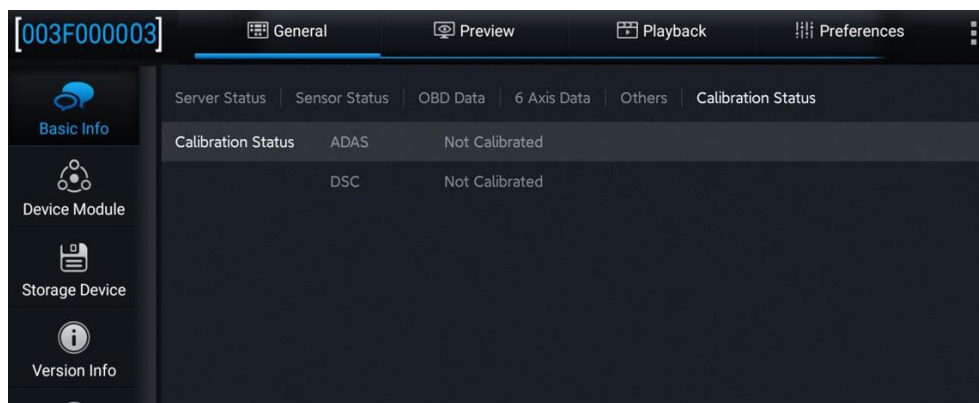 [003F000003] General Preview Playback Preferences
Basic Info
Device Module
Storage Device
Version Info
Server Status | Sensor Status | OBD Data | 6 Axis Data | Others | Calibration Status
Calibration Status ADAS Not Calibrated
DSC Not Calibrated